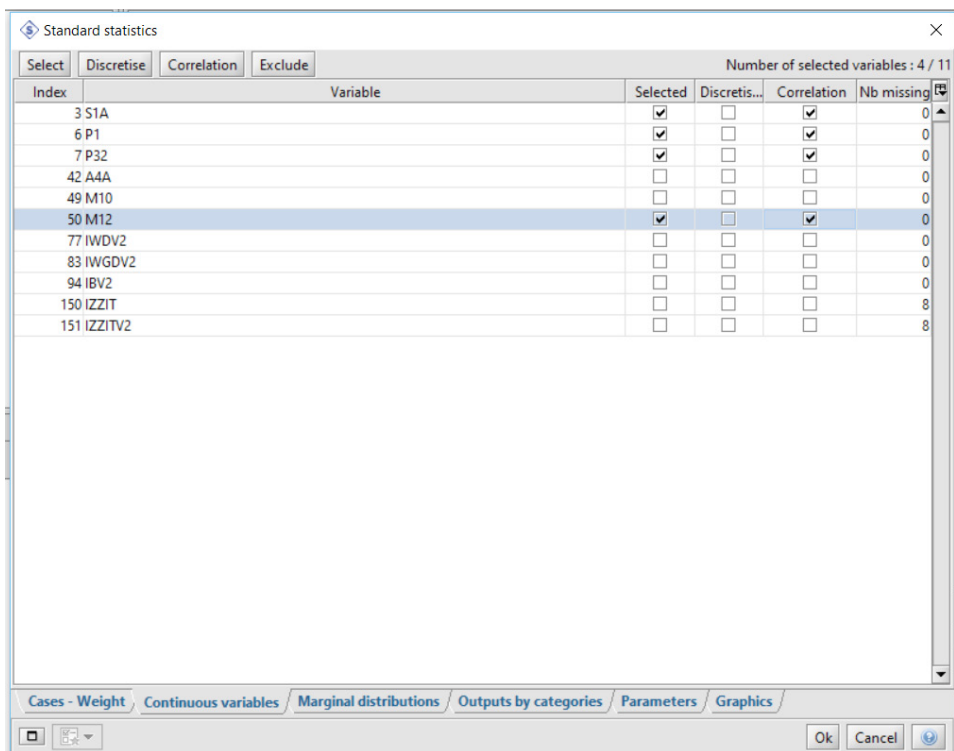 Standard statistics
Select Discretise Correlation Exclude Number of selected variables : 4 / 11
Index Variable Selected Discretis... Correlation Nb missing
3 S1A 0
6 P1 0
7 P32 0
42 A4A 0
49 M10 0
50 M12 0
77 IWDV2 0
83 IWGDV2 0
94 IBV2 0
150 IZZIT 8
151 IZZITV2 8
Cases - Weight Continuous variables Marginal distributions Outputs by categories Parameters Graphics
Ok Cancel